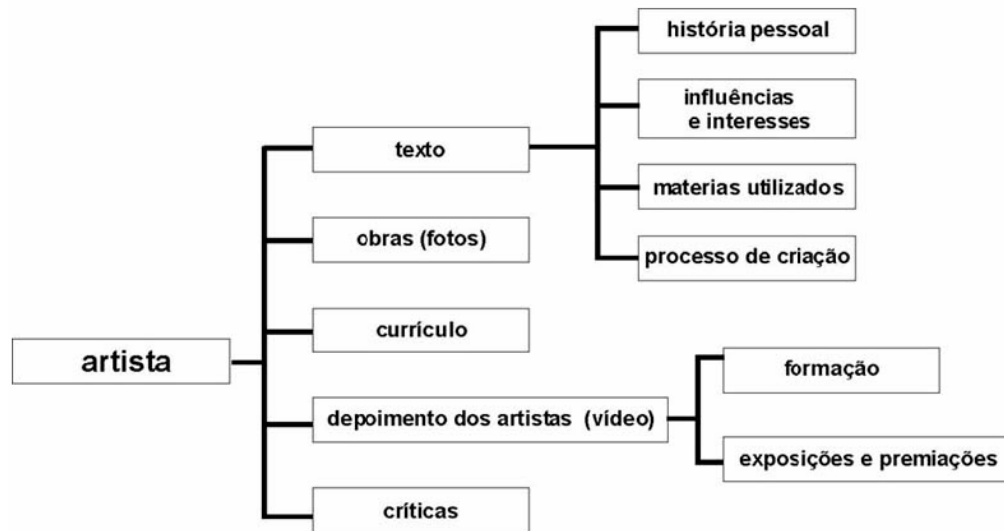 história pessoal
influências
e interesses
texto
materias utilizados
obras (fotos)
processo de criação
currículo
artista
formação
depoimento dos artistas (vídeo)
exposições e premiações
críticas